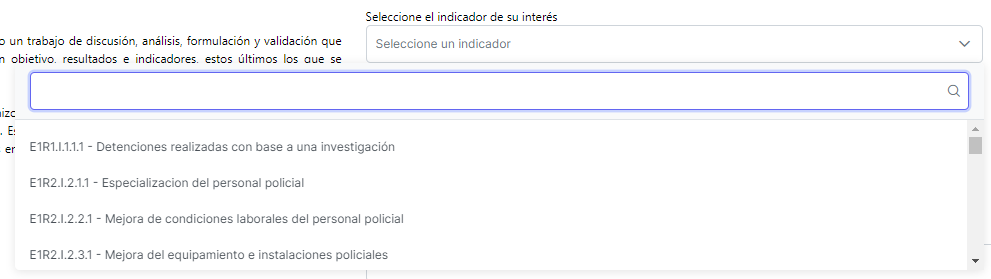 Seleccione el indicador de su interés
o un trabajo de discusión, análisis, formulación y validación que
Seleccione un indicador
objetivo, resultados e indicadores, estos últimos los que se
E1R1.I.1.1.1 - Detenciones realizadas con base a una investigación
E1R2.I.2.1.1 - Especializacion del personal policial
E1R2.I.2.2.1 - Mejora de condiciones laborales del personal policial
E1R2.I.2.3.1 - Mejora del equipamiento e instalaciones policiales